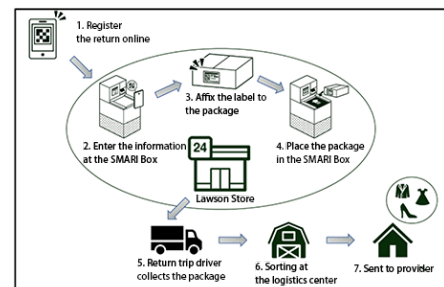 1. Register
the return online
2. Enter the information
at the SMARI Box
3. Affix the label to
the package
4. Place the package
in the SMARI Box
24
Lawson Store
5. Return trip driver
collects the package
6. Sorting at
the logistics center
7. Sent to provider